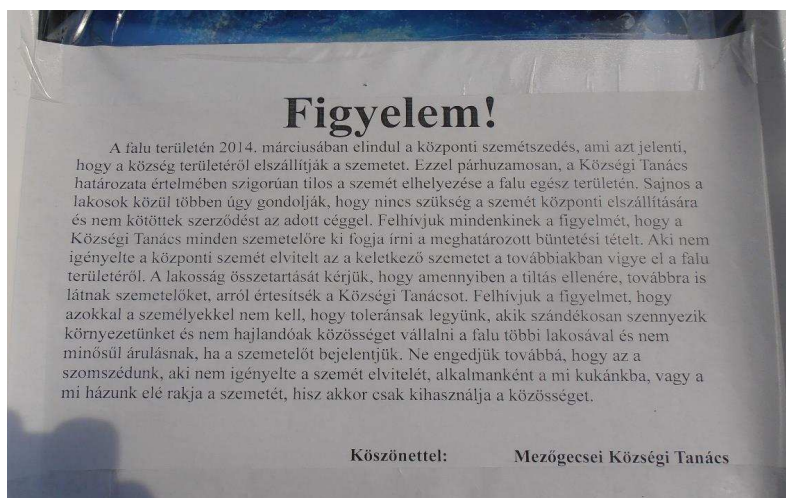 Figyelem!
A falu területén 2014. márciusában elindul a központi szemétszedés, ami azt jelenti,
hogy a község területéről elszállítják a szemetet. Ezzel párhuzamosan, a Községi Tanács
határozata értelmében szigorúan tilos a szemét elhelyezése a falu egész területén. Sajnos a
lakosok közül többen úgy gondolják, hogy nincs szükség a szemét központi elszállítására
és nem kötöttek szerződést az adott céggel. Felhívjuk mindenkinek a figyelmét, hogy a
Községi Tanács minden szemetelőre ki fogja írni a meghatározott büntetési tételt. Aki nem
igényelte a központi szemét elvitelt az a keletkező szemetet a továbbiakban vigye el a falu
területéről. A lakosság összetartását kérjük, hogy amennyiben a tiltás ellenére, továbbra is
látnak szemetelőket, arról értesítsék a Községi Tanácsot. Felhívjuk a figyelmet, hogy
azokkal a személyekkel nem kell, hogy toleránsak legyünk, akik szándékosan szennyezik
környezetünket és nem hajlandóak közösséget vállalni a falu többi lakosával és nem
minősül árulásnak, ha a szemetelőt bejelentjük. Ne engedjük továbbá, hogy az a
szomszédunk, aki nem igényelte a szemét elvitelét, alkalmanként a mi kukánkba, vagy a
mi házunk elé rakja a szemetét, hisz akkor csak kihasználja a közösséget.
Köszönettel: Mezőgecsei Községi Tanács